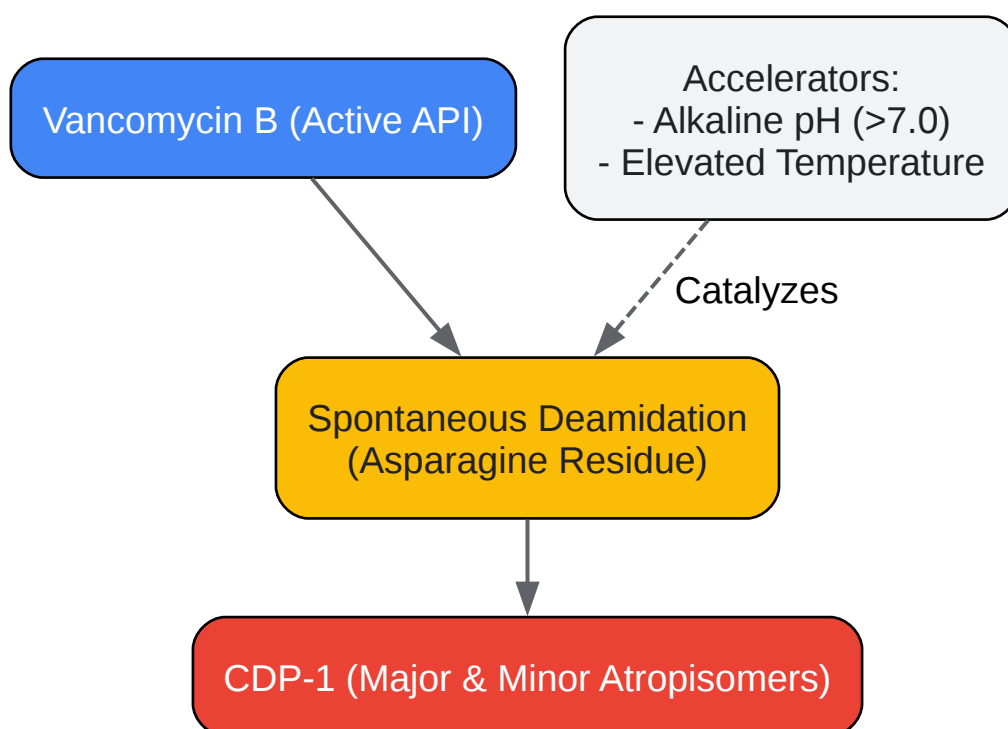 Vancomycin B (Active API)
Accelerators:
- Alkaline pH (>7.0)
- Elevated Temperature
Catalyzes
Spontaneous Deamidation
(Asparagine Residue)
CDP-1 (Major & Minor Atropisomers)